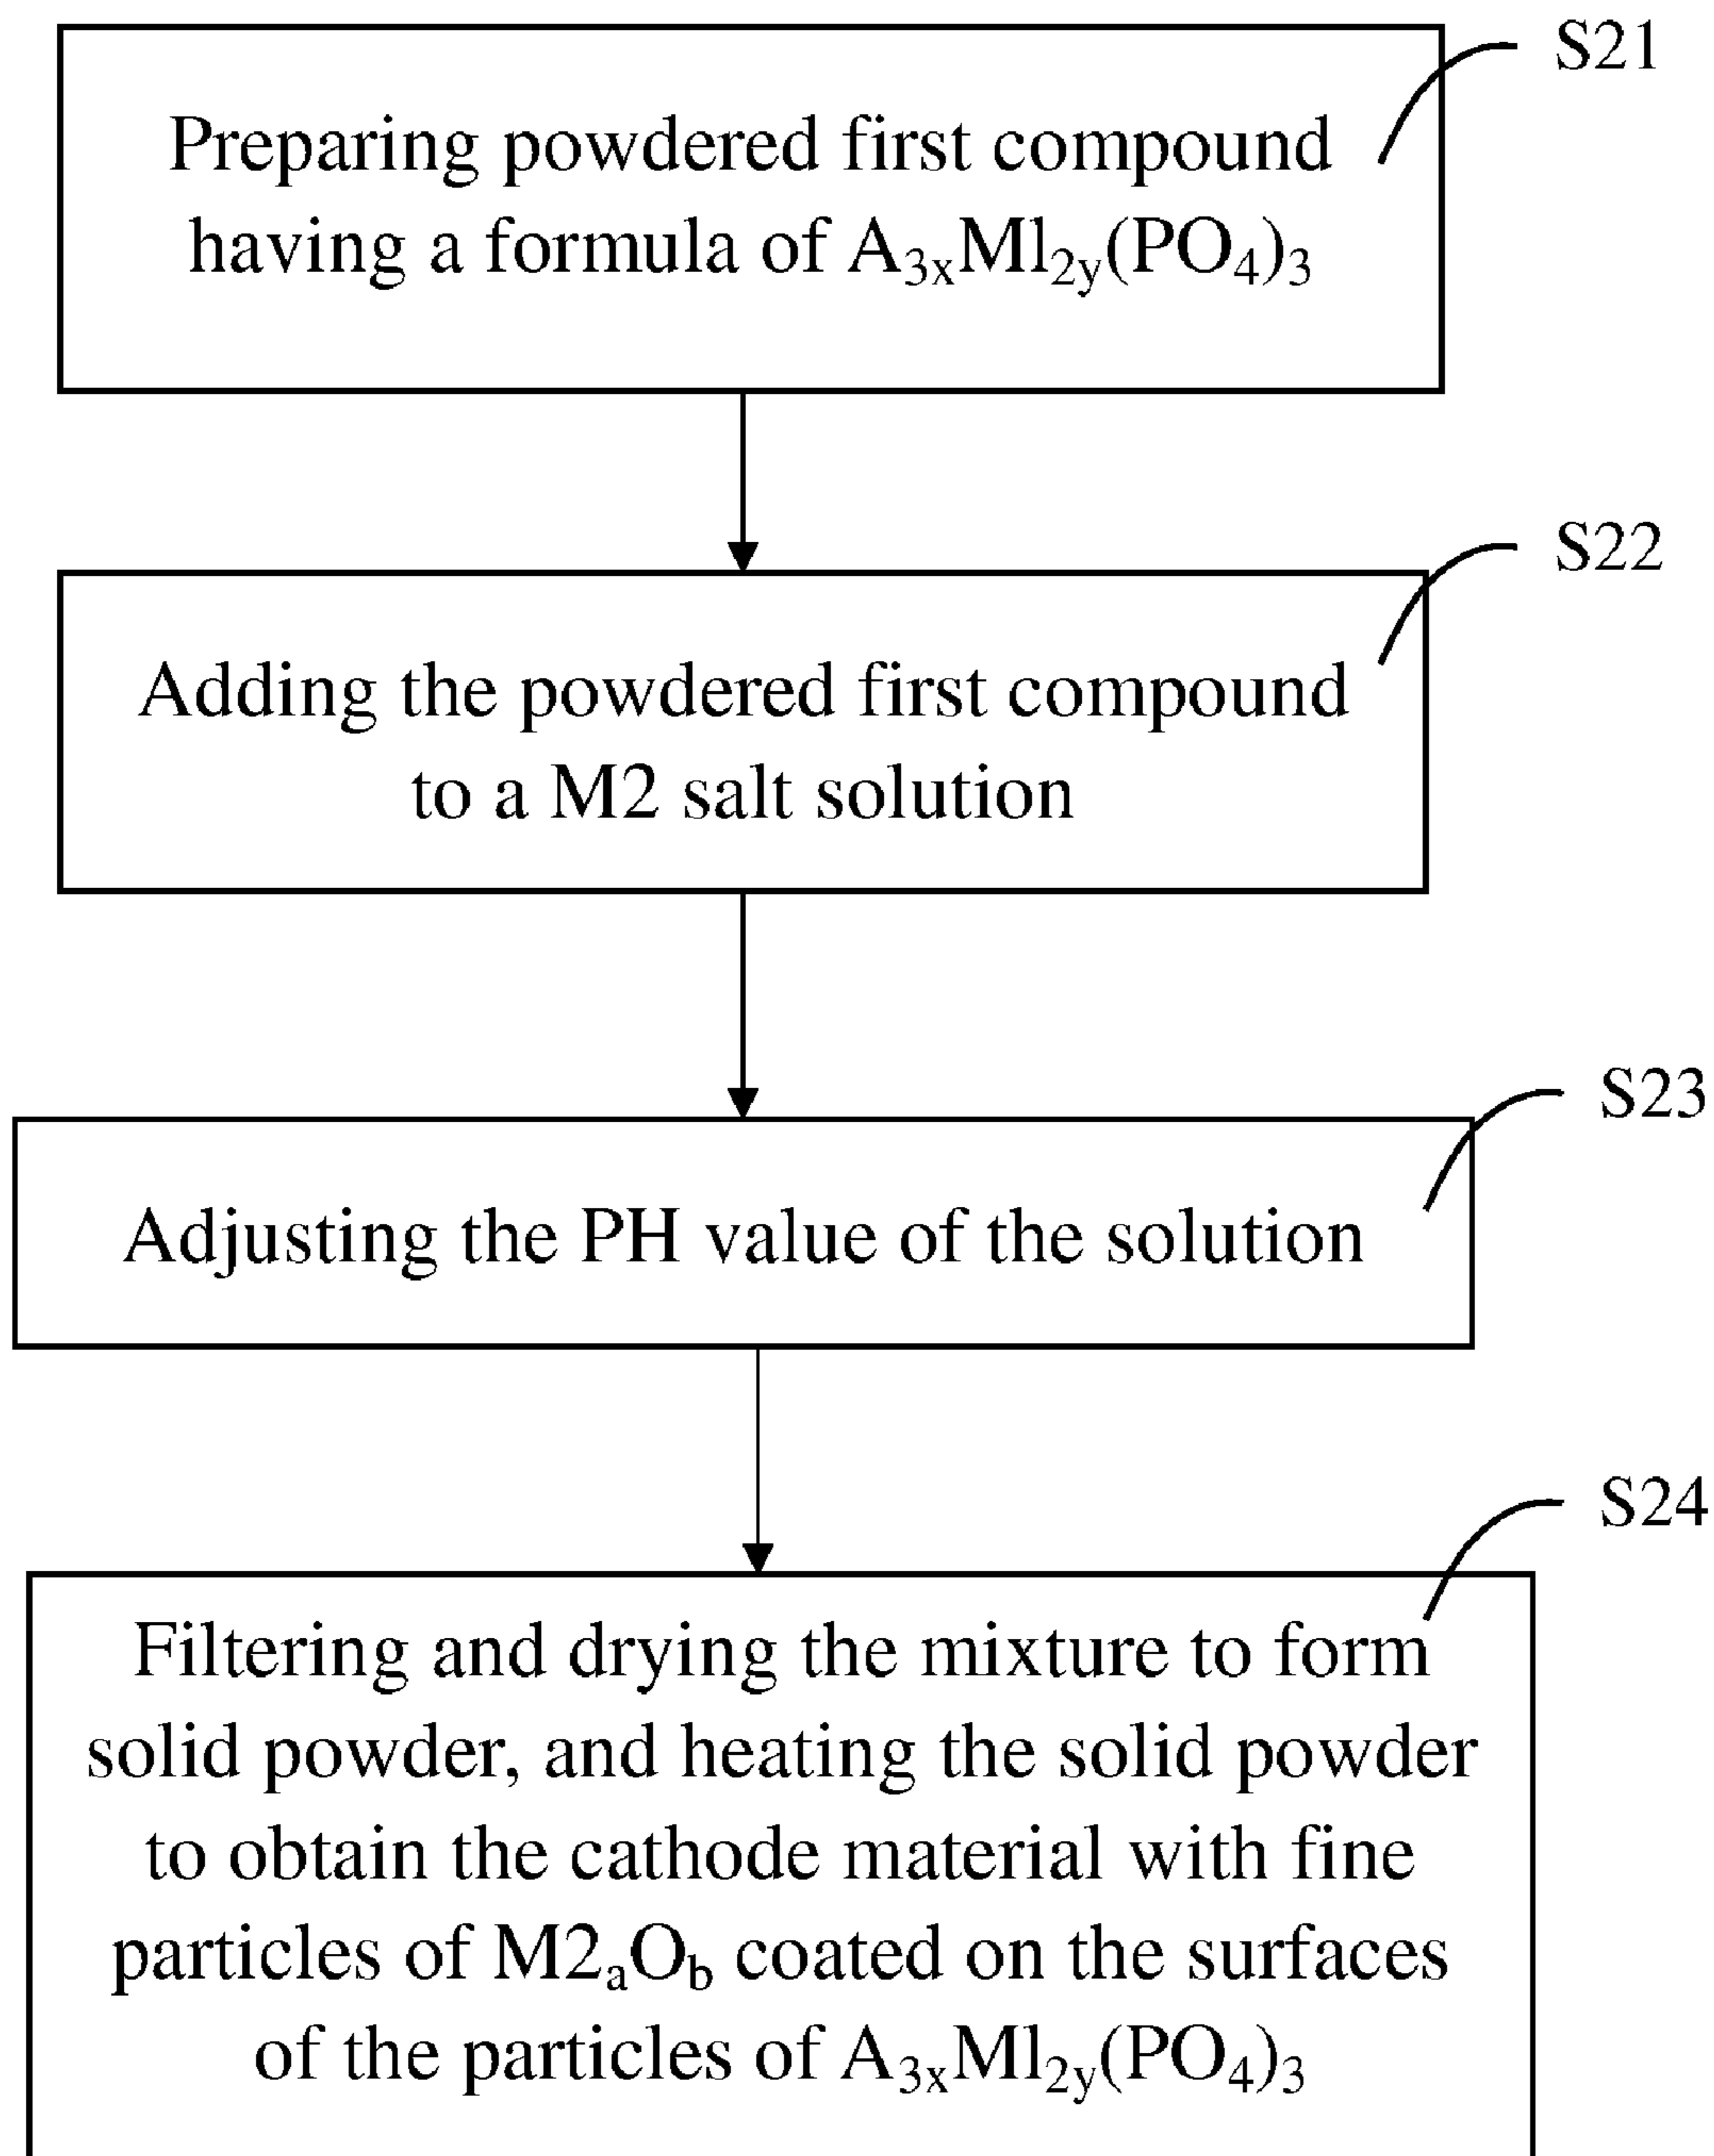 S21
Preparing powdered first compound
having a formula of A₃ₓMl₂ᵧ(PO₄)₃
S22
Adding the powdered first compound
to a M2 salt solution
S23
Adjusting the PH value of the solution
S24
Filtering and drying the mixture to form
solid powder, and heating the solid powder
to obtain the cathode material with fine
particles of M2ₐO_b coated on the surfaces
of the particles of A₃ₓMl₂ᵧ(PO₄)₃